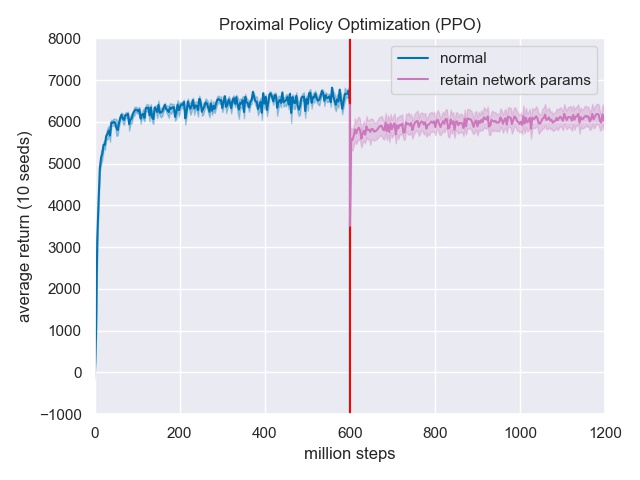 Proximal Policy Optimization (PPO)
8000
7000
6000
5000
4000
3000
2000
1000
0
−1000
average return (10 seeds)
normal
retain network params
0 200 400 600 800 1000 1200
million steps